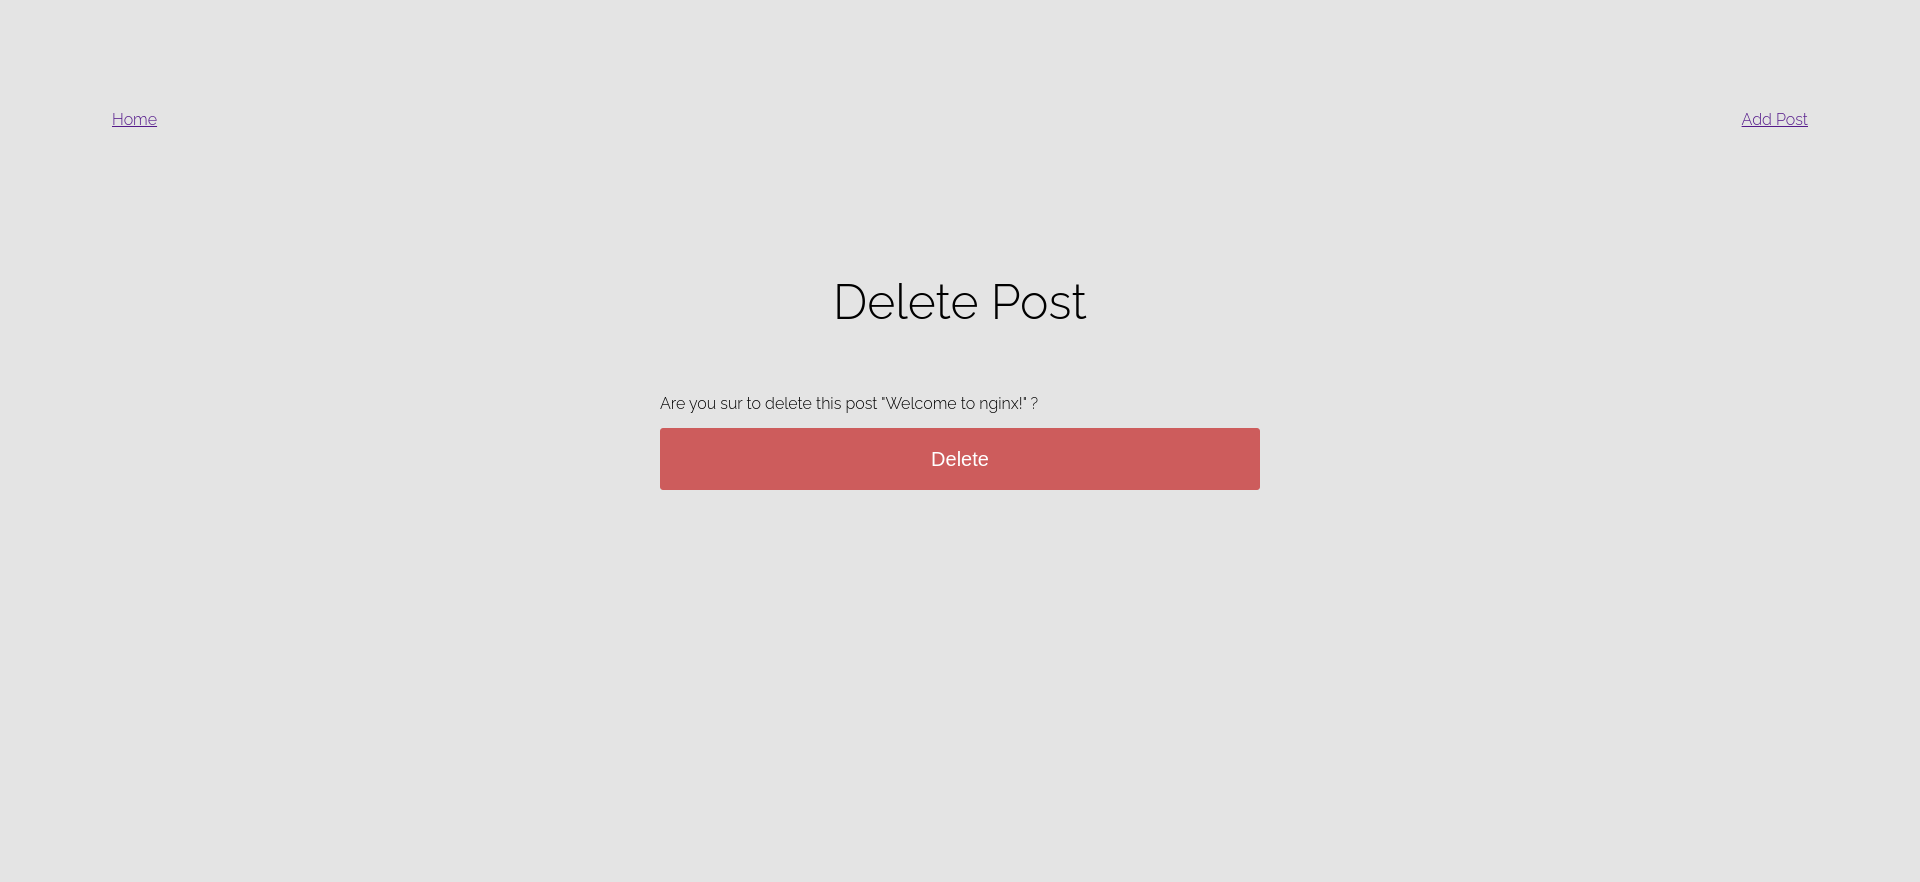 Home
Add Post
Delete Post
Are you sur to delete this post "Welcome to nginx!" ?
Delete